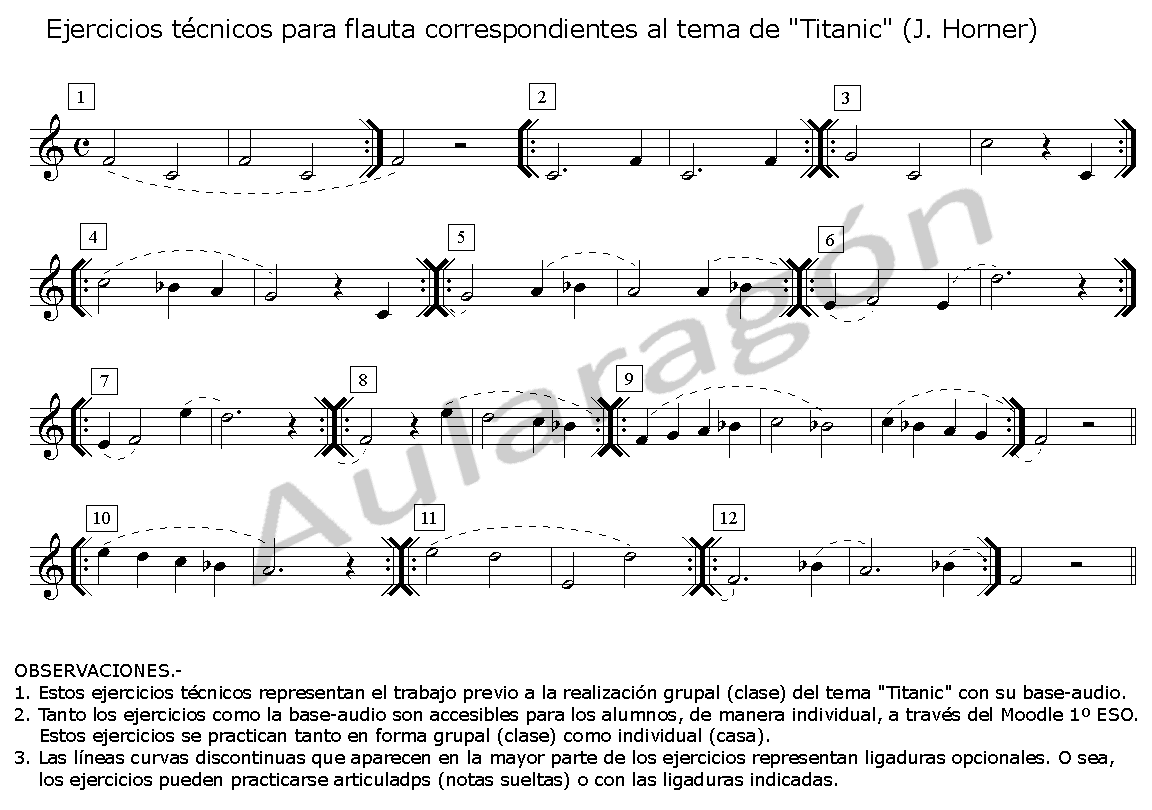 Ejercicios técnicos para flauta correspondientes al tema de "Titanic" (J. Horner)
1 2 3
4 5 6
7 8 9
10 11 12
Aularagón
OBSERVACIONES.-
1. Estos ejercicios técnicos representan el trabajo previo a la realización grupal (clase) del tema "Titanic" con su base-audio.
2. Tanto los ejercicios como la base-audio son accesibles para los alumnos, de manera individual, a través del Moodle 1º ESO.
Estos ejercicios se practican tanto en forma grupal (clase) como individual (casa).
3. Las líneas curvas discontinuas que aparecen en la mayor parte de los ejercicios representan ligaduras opcionales. O sea,
los ejercicios pueden practicarse articuladps (notas sueltas) o con las ligaduras indicadas.